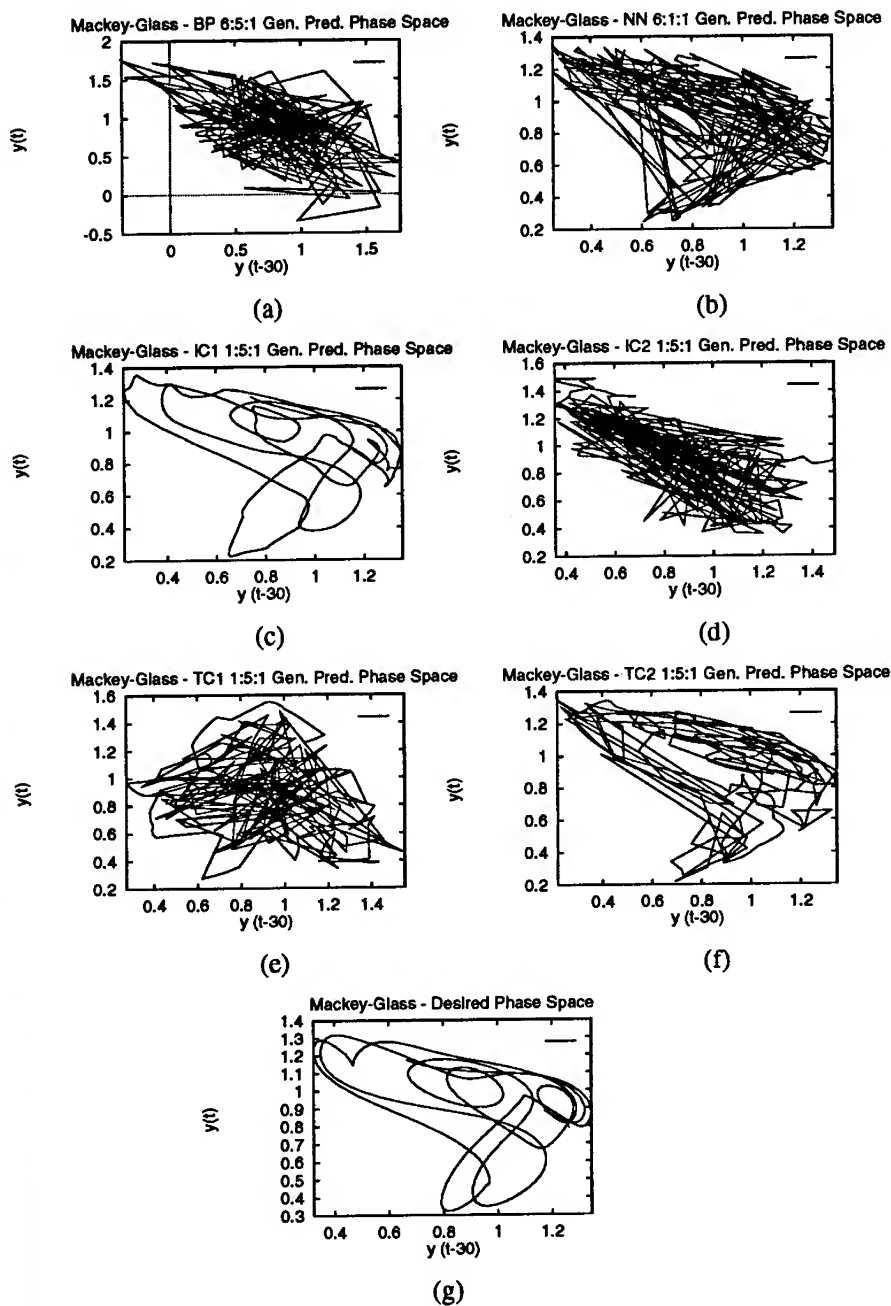 Mackey-Glass - BP 6:5:1 Gen. Pred. Phase Space
2
1.5
1
0.5
0
-0.5
y(t)
0 0.5 1 1.5
y (t-30)
(a)
Mackey-Glass - NN 6:1:1 Gen. Pred. Phase Space
1.4
1.2
1
0.8
0.6
0.4
0.2
y(t)
0.4 0.6 0.8 1 1.2
y (t-30)
(b)
Mackey-Glass - IC1 1:5:1 Gen. Pred. Phase Space
1.4
1.2
1
0.8
0.6
0.4
0.2
y(t)
0.4 0.6 0.8 1 1.2
y (t-30)
(c)
Mackey-Glass - IC2 1:5:1 Gen. Pred. Phase Space
1.6
1.4
1.2
1
0.8
0.6
0.4
0.2
y(t)
0.4 0.6 0.8 1 1.2 1.4
y (t-30)
(d)
Mackey-Glass - TC1 1:5:1 Gen. Pred. Phase Space
1.6
1.4
1.2
1
0.8
0.6
0.4
0.2
y(t)
0.4 0.6 0.8 1 1.2 1.4
y (t-30)
(e)
Mackey-Glass - TC2 1:5:1 Gen. Pred. Phase Space
1.4
1.2
1
0.8
0.6
0.4
0.2
y(t)
0.4 0.6 0.8 1 1.2
y (t-30)
(f)
Mackey-Glass - Desired Phase Space
1.4
1.3
1.2
1.1
1
0.9
0.8
0.7
0.6
0.5
0.4
0.3
y(t)
0.4 0.6 0.8 1 1.2
y (t-30)
(g)